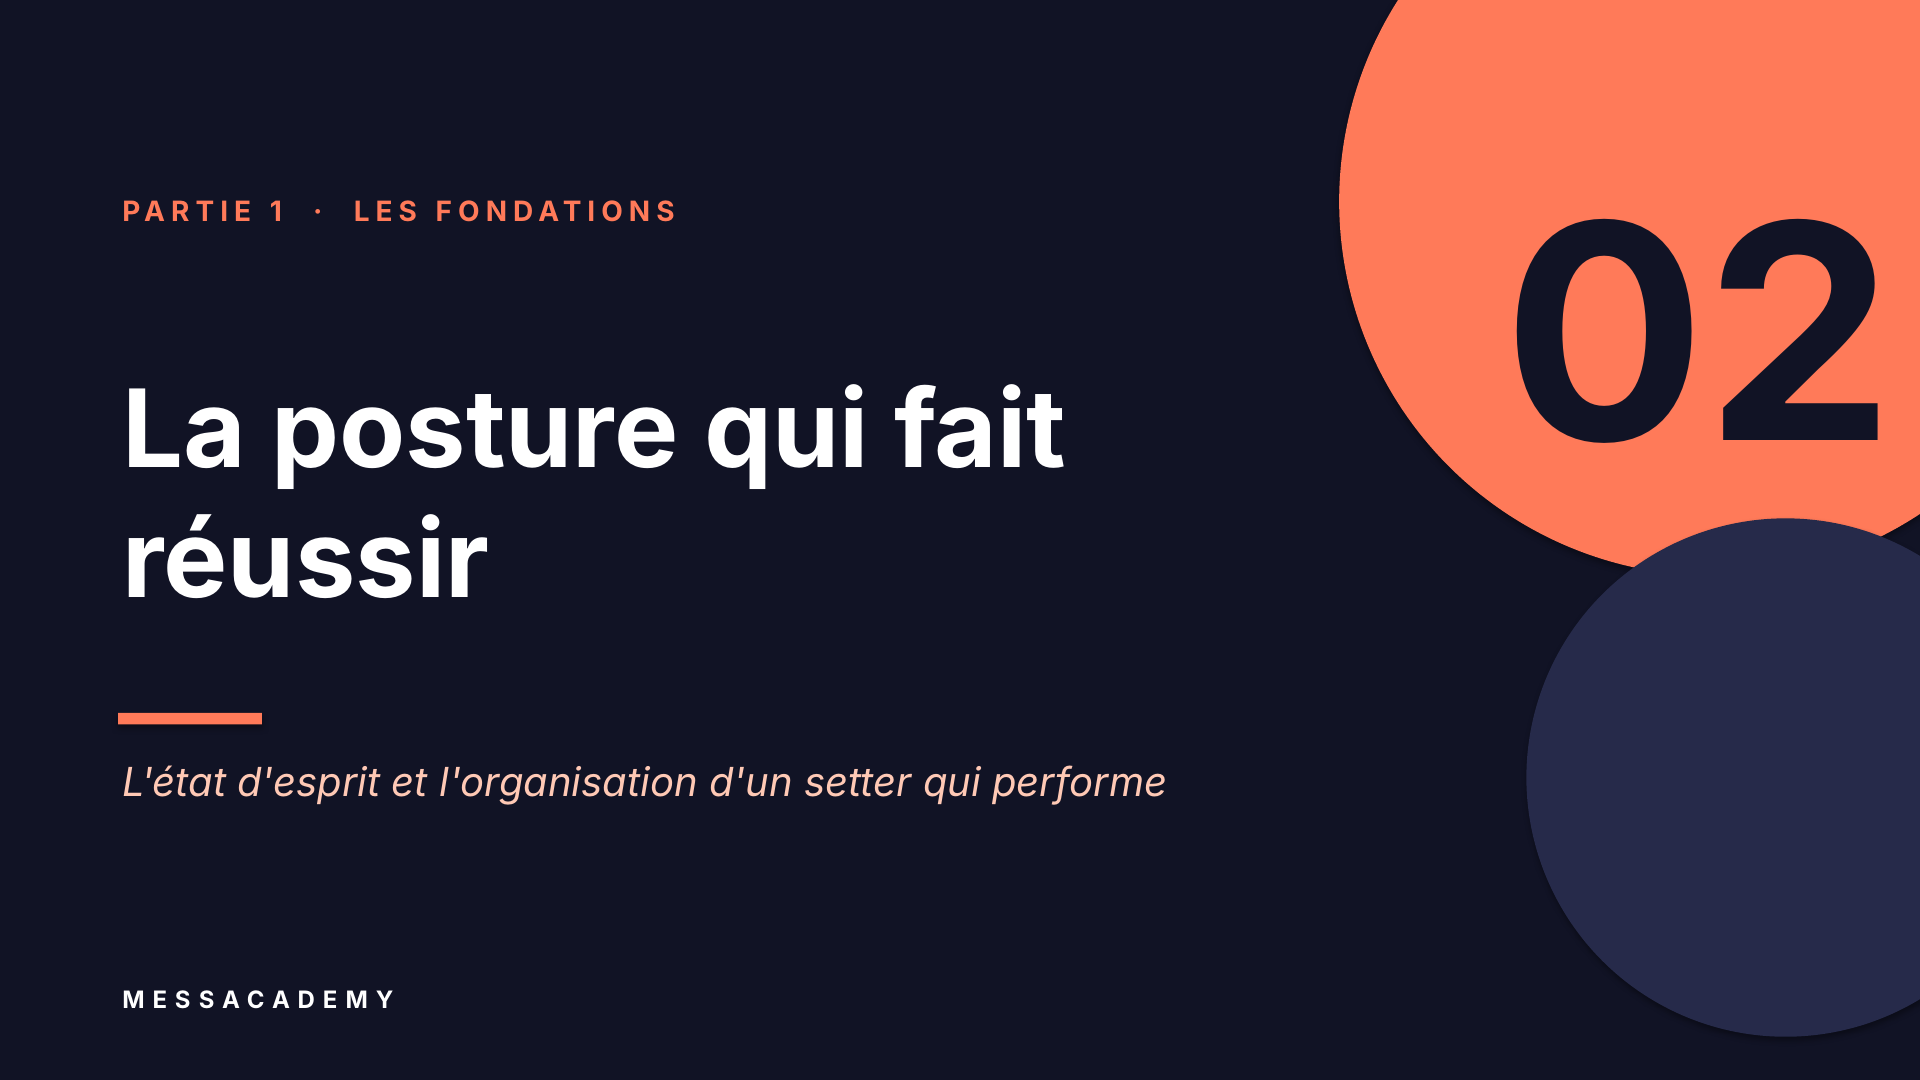 PARTIE 1 · LES FONDATIONS
02
La posture qui fait
réussir
L'état d'esprit et l'organisation d'un setter qui performe
MESSACADEMY